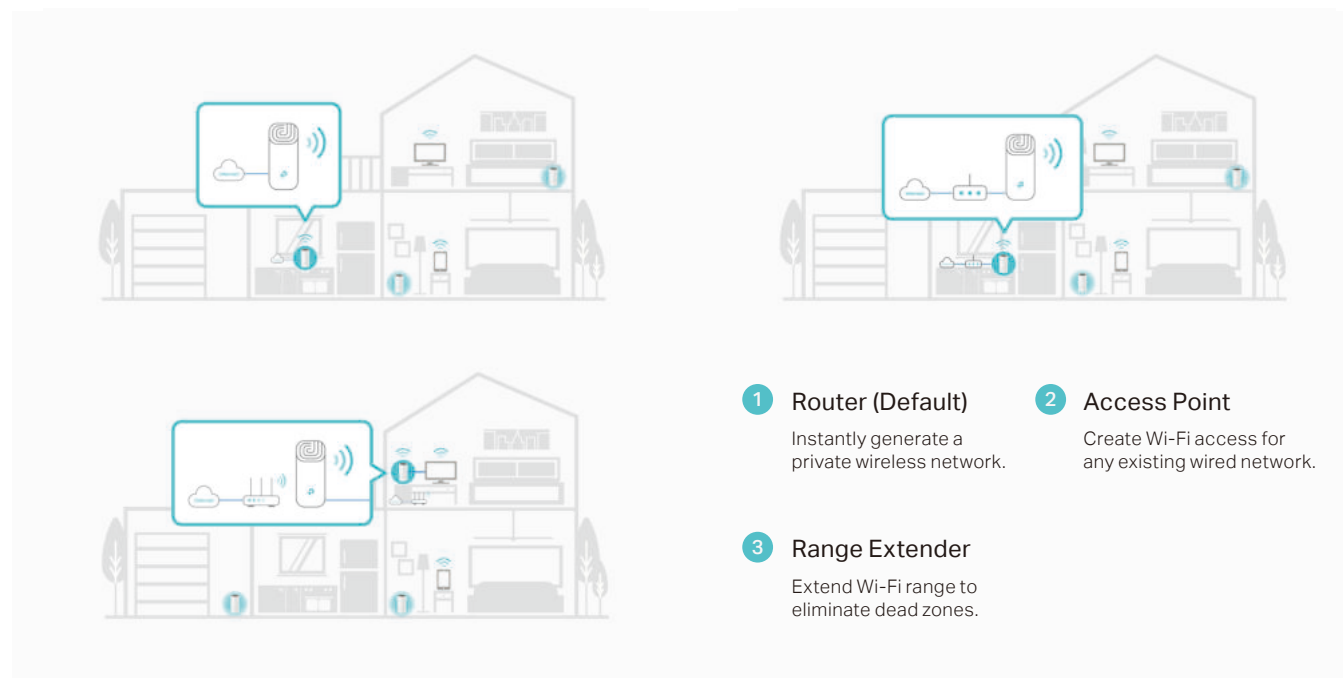 1 Router (Default)
Instantly generate a
private wireless network.
2 Access Point
Create Wi-Fi access for
any existing wired network.
3 Range Extender
Extend Wi-Fi range to
eliminate dead zones.